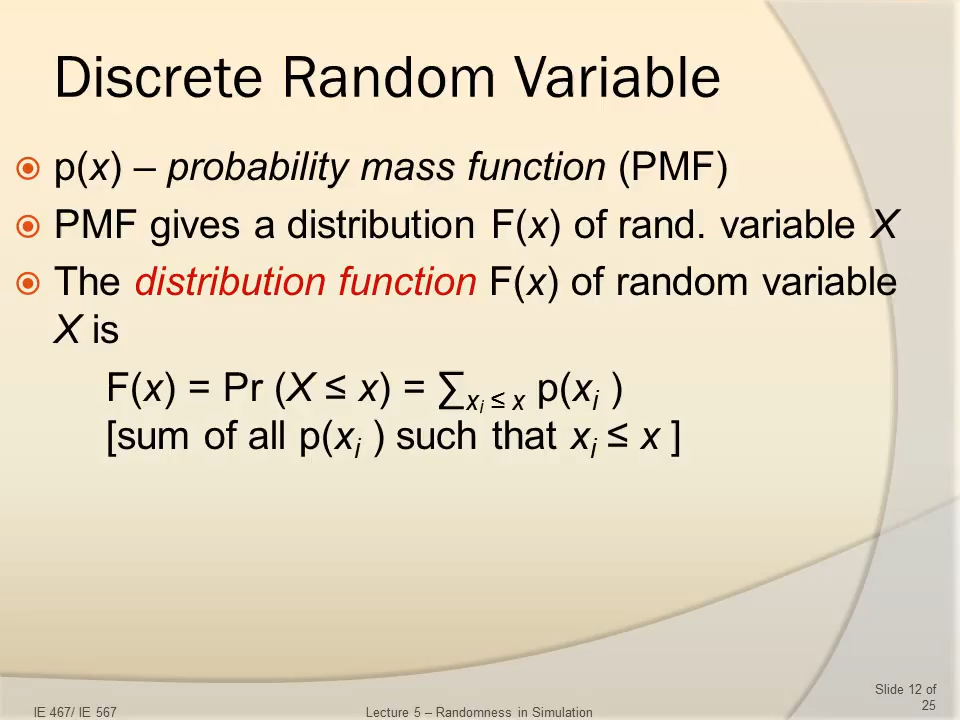 Discrete Random Variable
p(x) – probability mass function (PMF)
PMF gives a distribution F(x) of rand. variable X
The distribution function F(x) of random variable
X is
F(x) = Pr (X ≤ x) = ∑xi ≤ x p(xi )
[sum of all p(xi ) such that xi ≤ x ]
IE 467/ IE 567
Lecture 5 – Randomness in Simulation
Slide 12 of
25